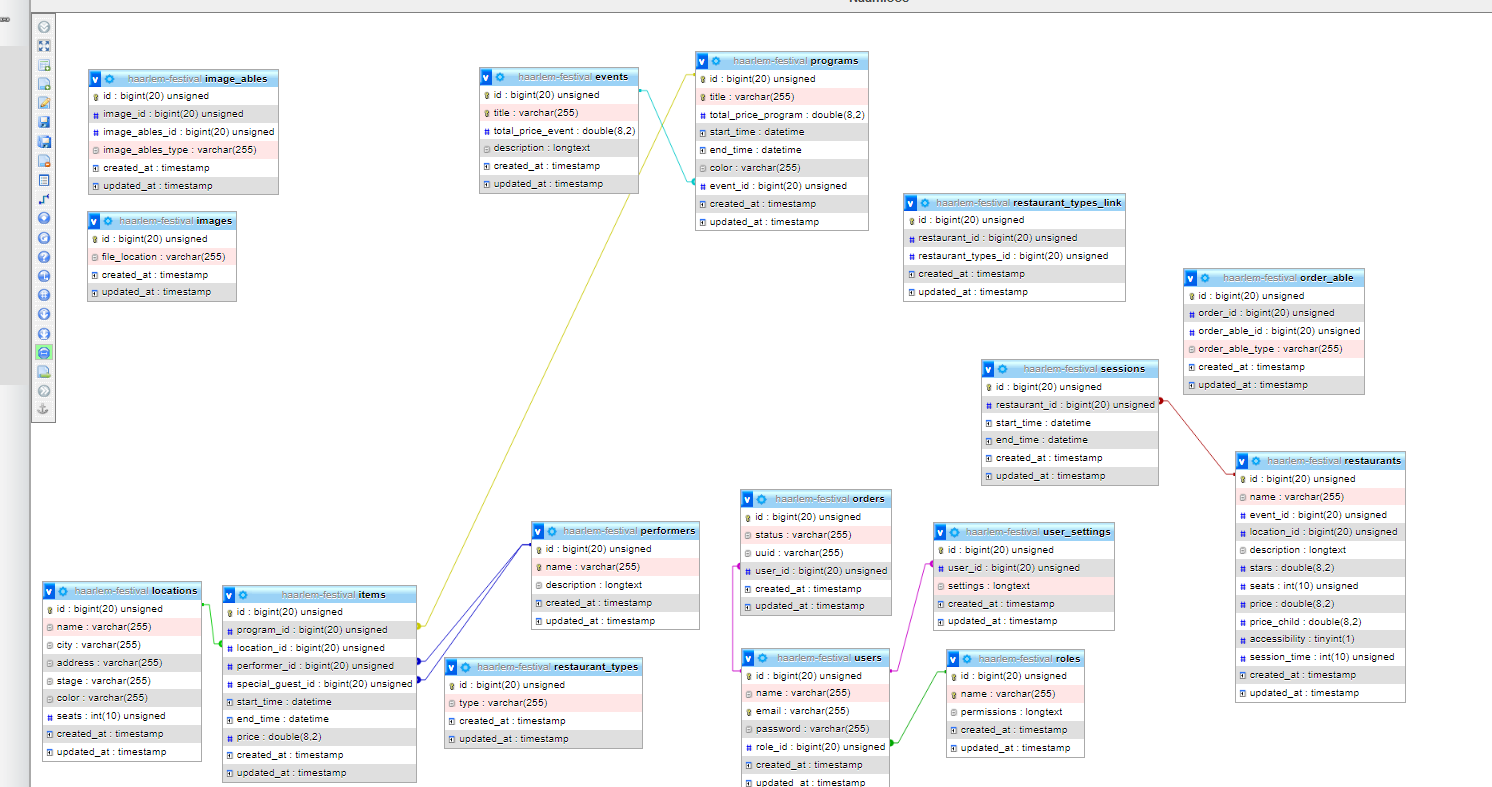 haarlem-festival image_ables
id : bigint(20) unsigned
image_id : bigint(20) unsigned
image_ables_id : bigint(20) unsigned
image_ables_type : varchar(255)
created_at : timestamp
updated_at : timestamp
haarlem-festival images
id : bigint(20) unsigned
file_location : varchar(255)
created_at : timestamp
updated_at : timestamp
haarlem-festival events
id : bigint(20) unsigned
title : varchar(255)
total_price_event : double(8,2)
description : longtext
created_at : timestamp
updated_at : timestamp
haarlem-festival programs
id : bigint(20) unsigned
title : varchar(255)
total_price_program : double(8,2)
start_time : datetime
end_time : datetime
color : varchar(255)
event_id : bigint(20) unsigned
created_at : timestamp
updated_at : timestamp
haarlem-festival restaurant_types_link
id : bigint(20) unsigned
restaurant_id : bigint(20) unsigned
restaurant_types_id : bigint(20) unsigned
created_at : timestamp
updated_at : timestamp
haarlem-festival order_able
id : bigint(20) unsigned
order_id : bigint(20) unsigned
order_able_id : bigint(20) unsigned
order_able_type : varchar(255)
created_at : timestamp
updated_at : timestamp
haarlem-festival sessions
id : bigint(20) unsigned
restaurant_id : bigint(20) unsigned
start_time : datetime
end_time : datetime
created_at : timestamp
updated_at : timestamp
haarlem-festival restaurants
id : bigint(20) unsigned
name : varchar(255)
event_id : bigint(20) unsigned
location_id : bigint(20) unsigned
description : longtext
stars : double(8,2)
seats : int(10) unsigned
price : double(8,2)
price_child : double(8,2)
accessibility : tinyint(1)
session_time : int(10) unsigned
created_at : timestamp
updated_at : timestamp
haarlem-festival locations
id : bigint(20) unsigned
name : varchar(255)
city : varchar(255)
address : varchar(255)
stage : varchar(255)
color : varchar(255)
seats : int(10) unsigned
created_at : timestamp
updated_at : timestamp
haarlem-festival items
id : bigint(20) unsigned
program_id : bigint(20) unsigned
location_id : bigint(20) unsigned
performer_id : bigint(20) unsigned
special_guest_id : bigint(20) unsigned
start_time : datetime
end_time : datetime
price : double(8,2)
created_at : timestamp
updated_at : timestamp
haarlem-festival performers
id : bigint(20) unsigned
name : varchar(255)
description : longtext
created_at : timestamp
updated_at : timestamp
haarlem-festival restaurant_types
id : bigint(20) unsigned
type : varchar(255)
created_at : timestamp
updated_at : timestamp
haarlem-festival orders
id : bigint(20) unsigned
status : varchar(255)
uuid : varchar(255)
user_id : bigint(20) unsigned
created_at : timestamp
updated_at : timestamp
haarlem-festival user_settings
id : bigint(20) unsigned
user_id : bigint(20) unsigned
settings : longtext
created_at : timestamp
updated_at : timestamp
haarlem-festival users
id : bigint(20) unsigned
name : varchar(255)
email : varchar(255)
password : varchar(255)
role_id : bigint(20) unsigned
created_at : timestamp
updated_at : timestamp
haarlem-festival roles
id : bigint(20) unsigned
name : varchar(255)
permissions : longtext
created_at : timestamp
updated_at : timestamp